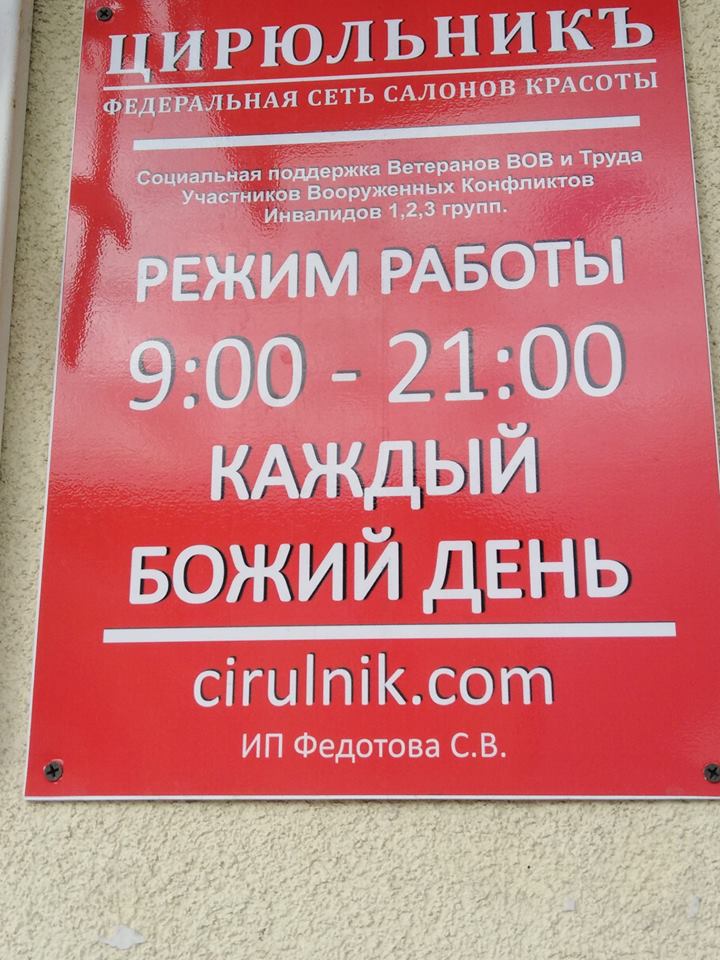 ЦИРЮЛЬНИКЪ
ФЕДЕРАЛЬНАЯ СЕТЬ САЛОНОВ КРАСОТЫ
Социальная поддержка Ветеранов ВОВ и Труда
Участников Вооруженных Конфликтов
Инвалидов 1,2,3 групп.
РЕЖИМ РАБОТЫ
9:00 - 21:00
КАЖДЫЙ
БОЖИЙ ДЕНЬ
cirulnik.com
ИП Федотова С.В.